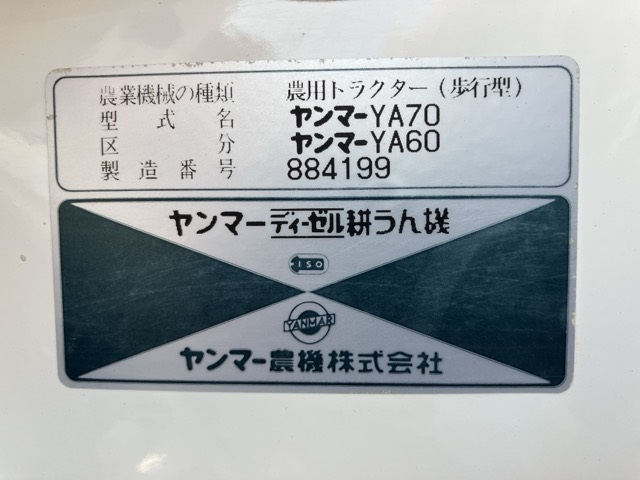 農業機械の種類 農用トラクター(歩行型)
型式名 ヤンマーYA70
区分 ヤンマーYA60
製造番号 884199
ヤンマーディーゼル耕うん機
ISO
YANMAR
ヤンマー農機株式会社